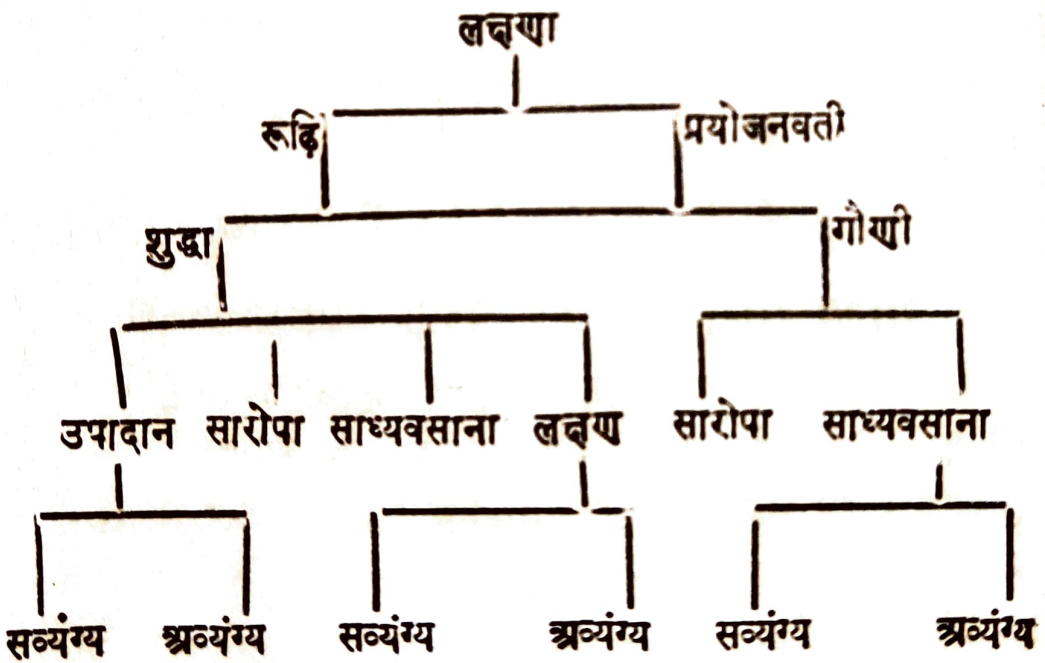 लक्षणा
रूढ़ि प्रयोजनवती
शुद्धा गौणी
उपादान सारोपा साध्यवसाना लक्षण सारोपा साध्यवसाना
सव्यंग्य अव्यंग्य सव्यंग्य अव्यंग्य सव्यंग्य अव्यंग्य